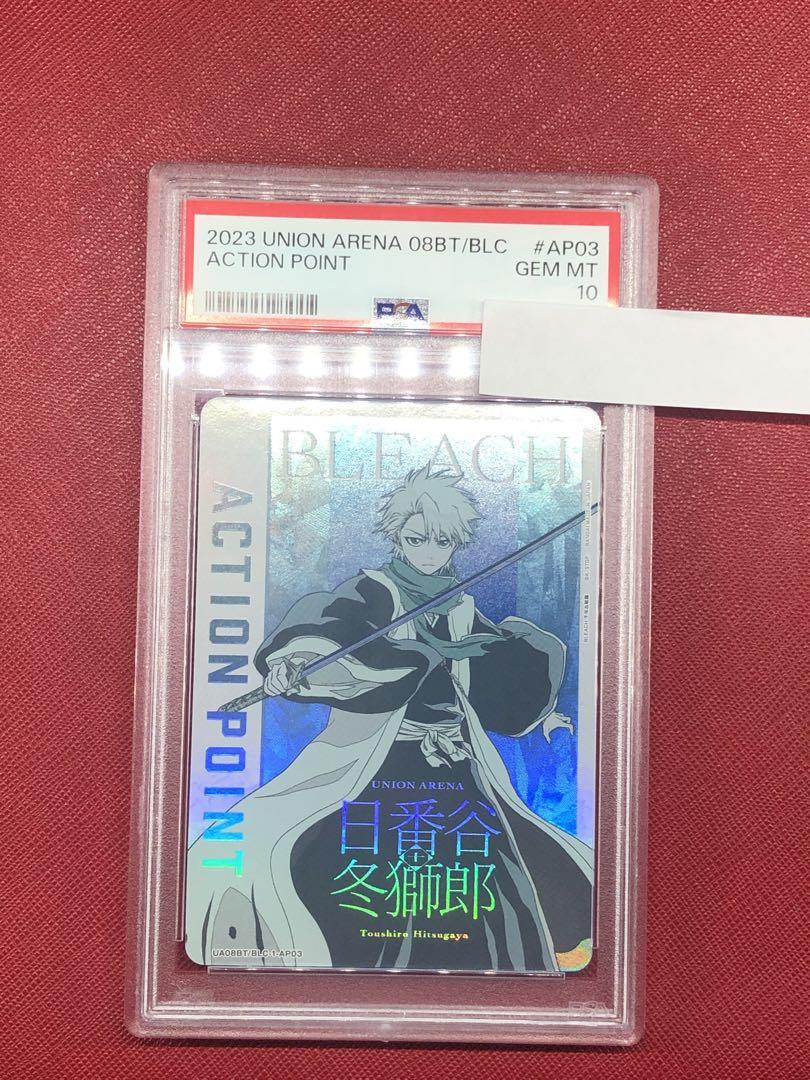 2023 UNION ARENA 08BT/BLC #AP03
ACTION POINT GEM MT
10
PSA
BLEACH
ACTION POINT
UNION ARENA
日番谷
冬獅郎
Toushiro Hitsugaya
UA08BT/BLC-1-AP03